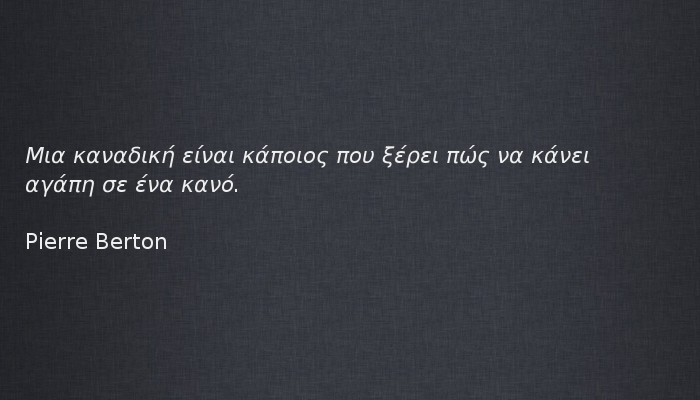 Μια καναδική είναι κάποιος που ξέρει πώς να κάνει
αγάπη σε ένα κανό.
Pierre Berton